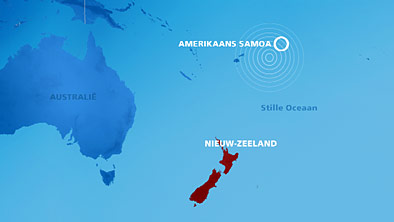 AMERIKAANS SAMOA
AUSTRALIË
Stille Oceaan
NIEUW-ZEELAND